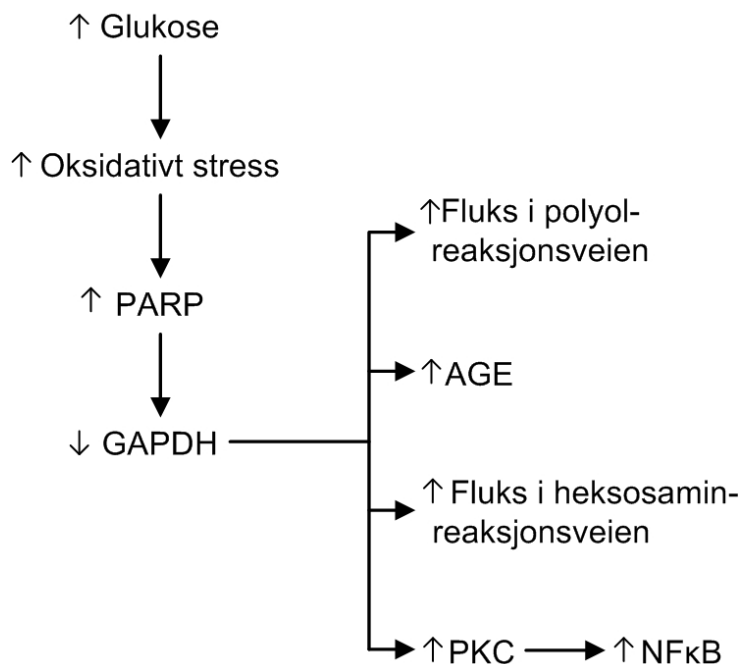 ↑ Glukose
↑ Oksidativt stress
↑ PARP
↓ GAPDH
↑Fluks i polyol-
reaksjonsveien
↑AGE
↑ Fluks i heksosamin-
reaksjonsveien
↑PKC
↑ NFκB